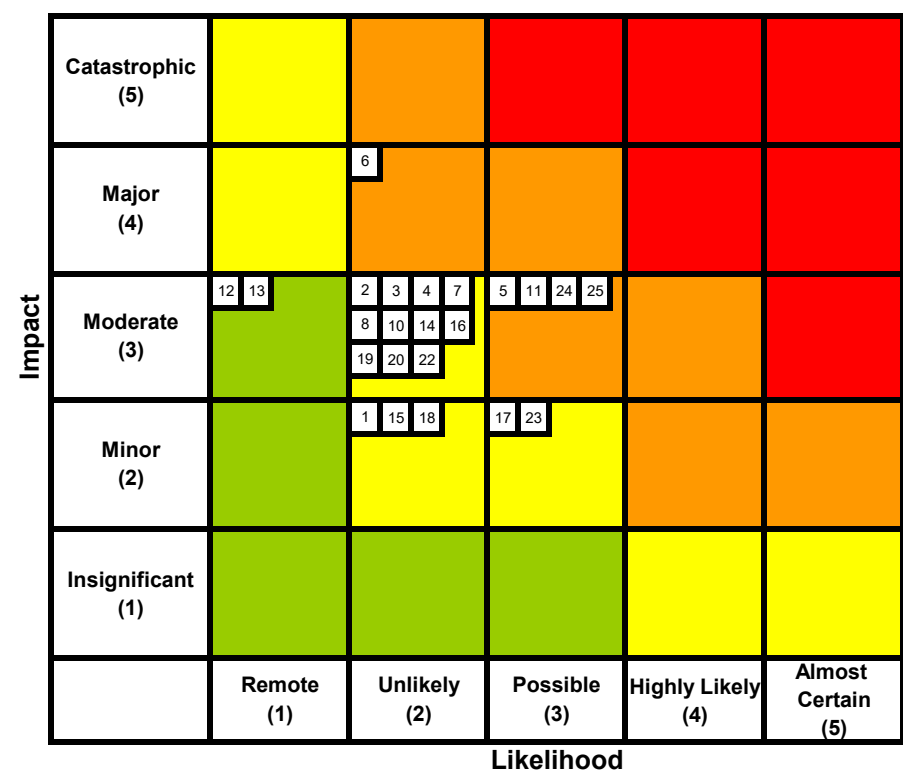 Catastrophic
(5)
6
Major
(4)
12 13 2 3 4 7 5 11 24 25
Moderate
(3)
8 10 14 16
19 20 22
1 15 18 17 23
Minor
(2)
Insignificant
(1)
Impact
Remote
(1)
Unlikely
(2)
Possible
(3)
Highly Likely
(4)
Almost
Certain
(5)
Likelihood